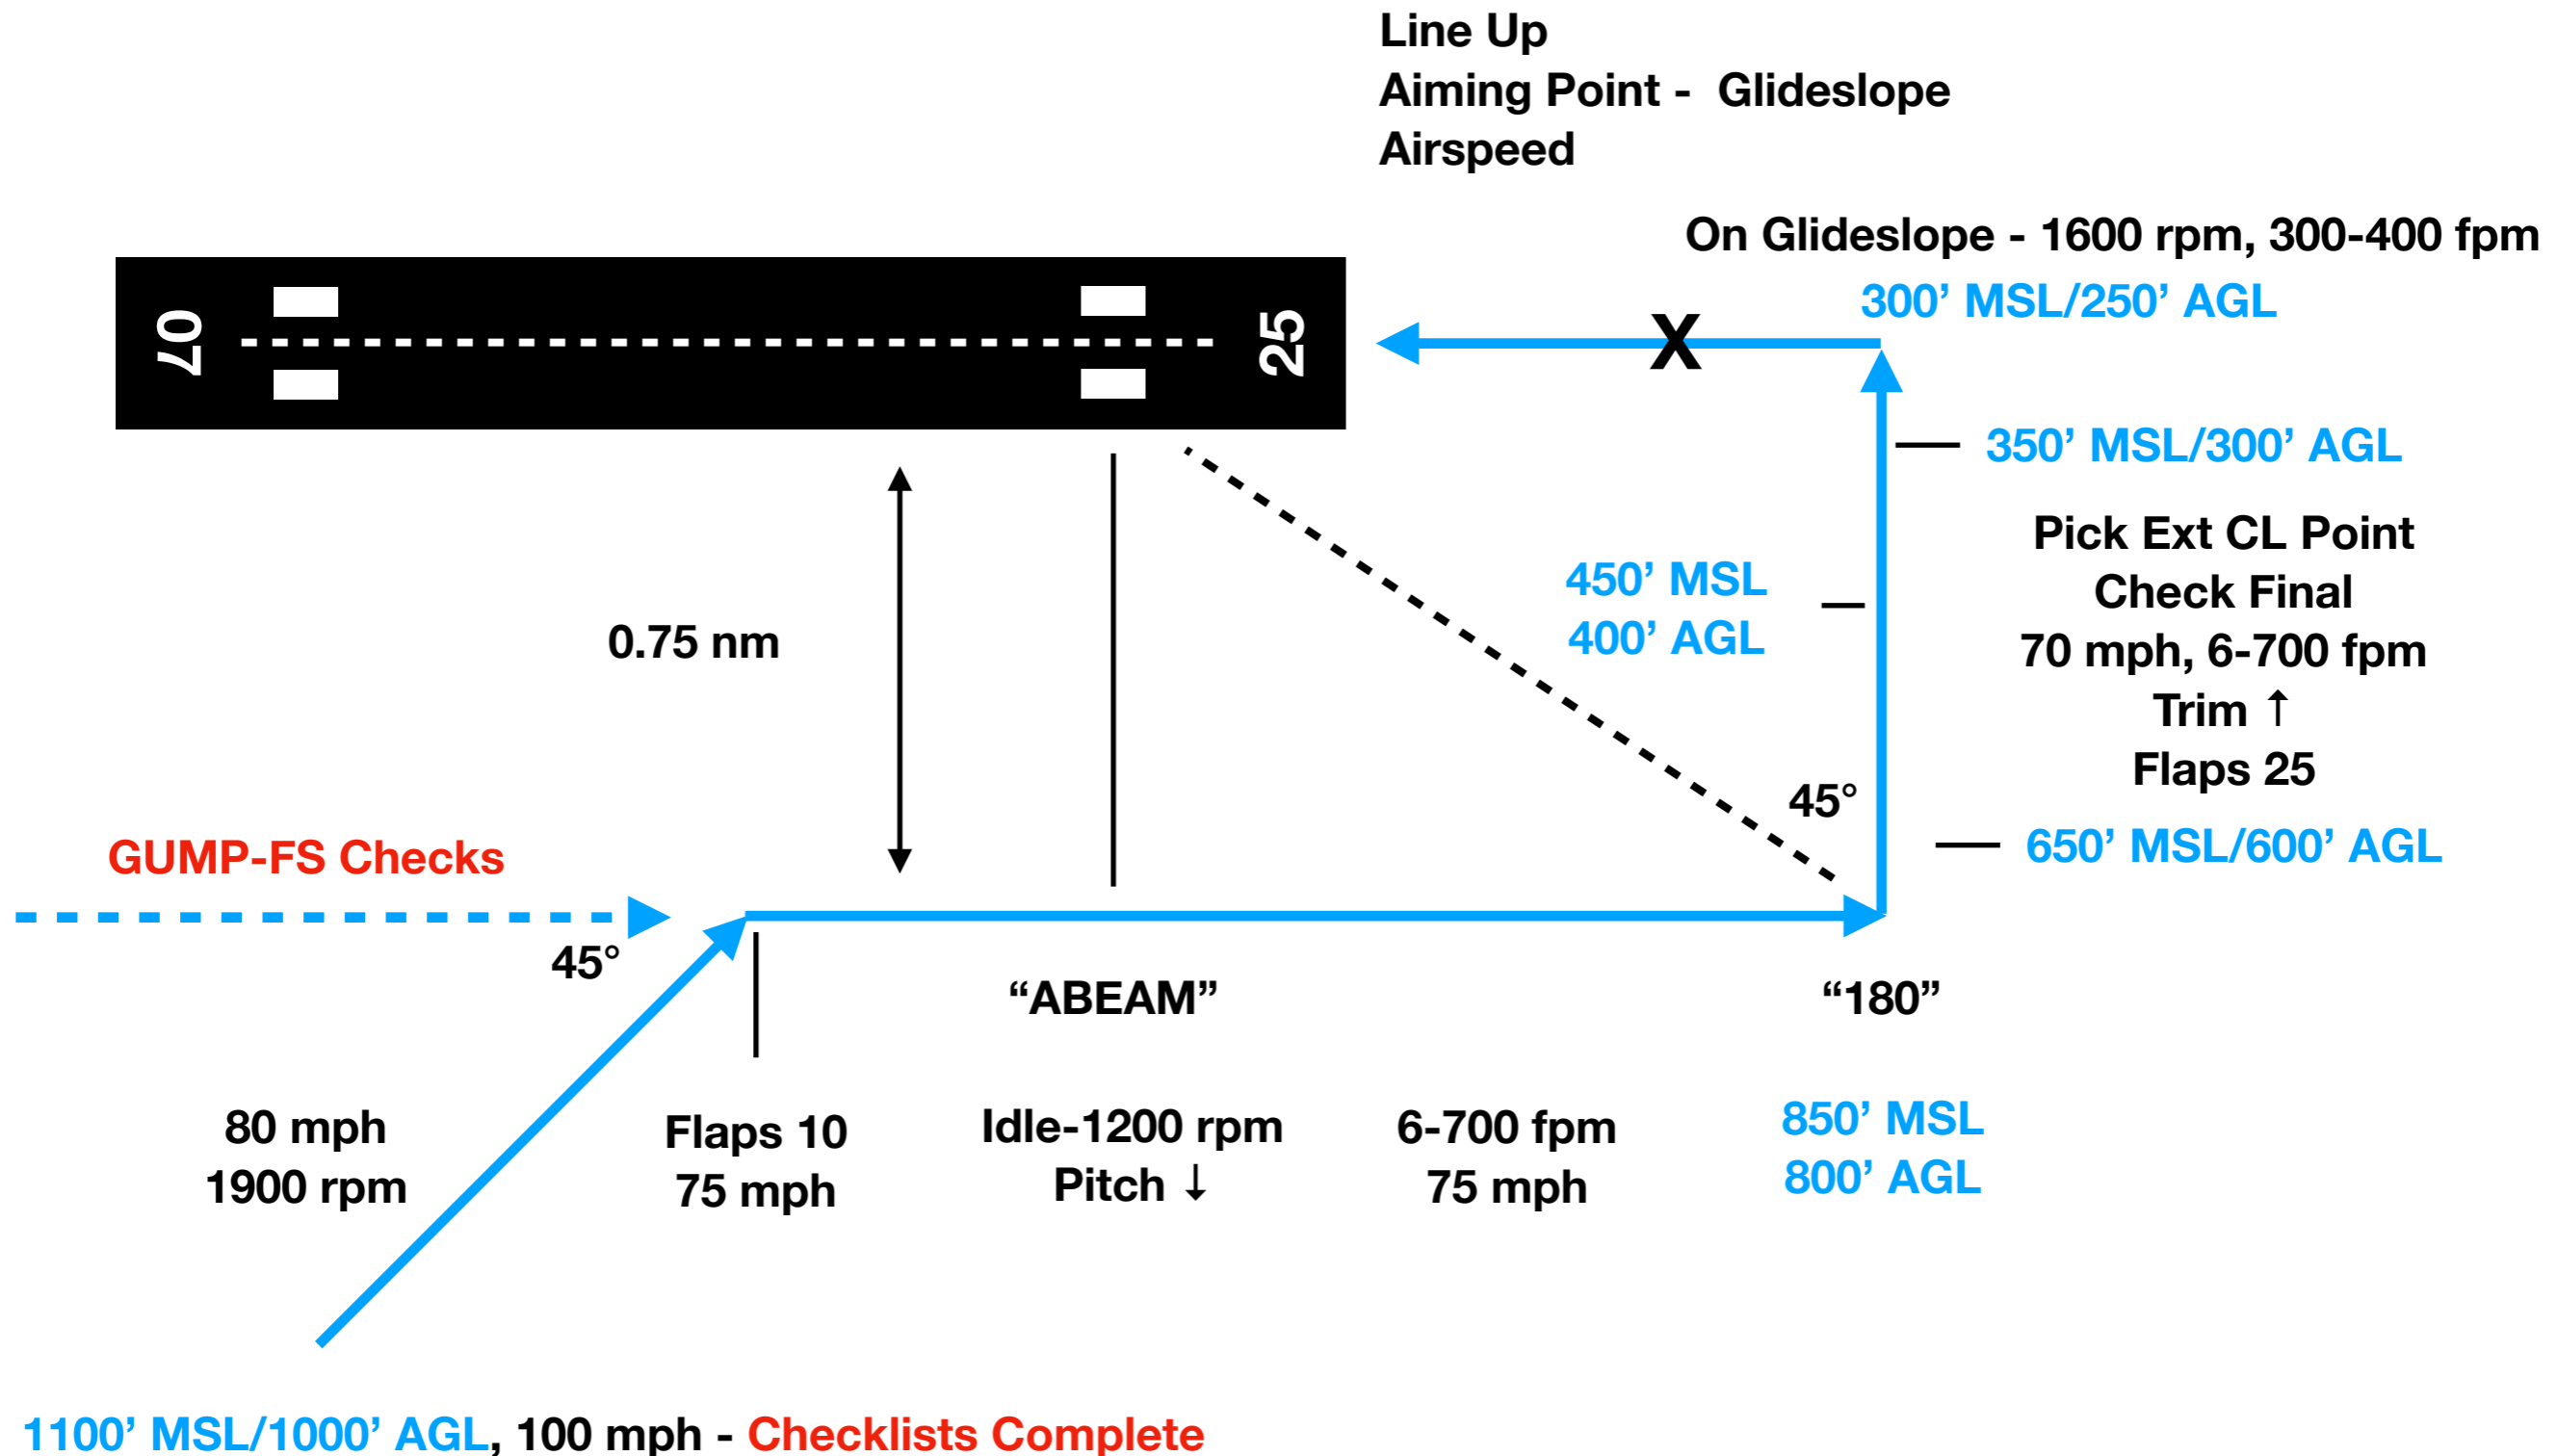 Line Up
Aiming Point -  Glideslope
Airspeed
On Glideslope - 1600 rpm, 300-400 fpm
300’ MSL/250’ AGL
07
25
X
350’ MSL/300’ AGL
Pick Ext CL Point
Check Final
70 mph, 6-700 fpm
Trim ↑
Flaps 25
450’ MSL
400’ AGL
0.75 nm
45°
650’ MSL/600’ AGL
GUMP-FS Checks
45°
“ABEAM”
“180”
80 mph
1900 rpm
Flaps 10
75 mph
Idle-1200 rpm
Pitch ↓
6-700 fpm
75 mph
850’ MSL
800’ AGL
1100’ MSL/1000’ AGL, 100 mph - Checklists Complete